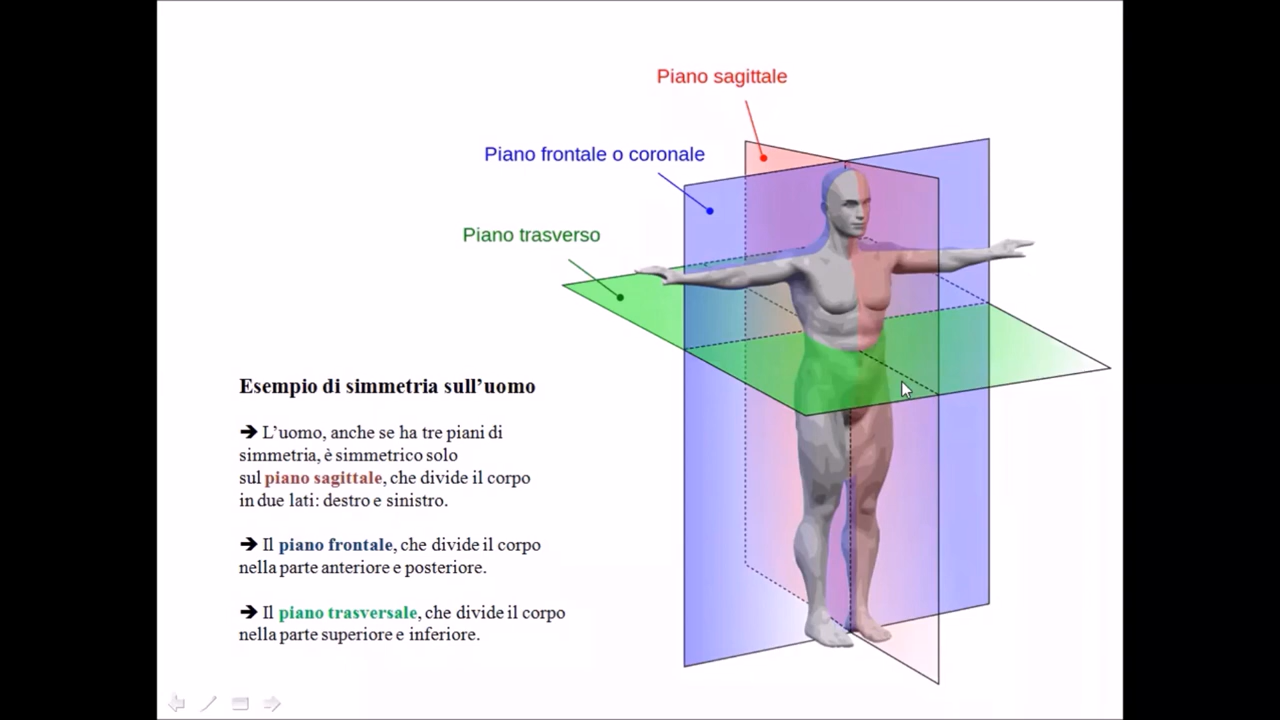 Piano sagittale
Piano frontale o coronale
Piano trasverso
Esempio di simmetria sull’uomo
➔ L’uomo, anche se ha tre piani di
simmetria, è simmetrico solo
sul piano sagittale, che divide il corpo
in due lati: destro e sinistro.
➔ Il piano frontale, che divide il corpo
nella parte anteriore e posteriore.
➔ Il piano trasversale, che divide il corpo
nella parte superiore e inferiore.